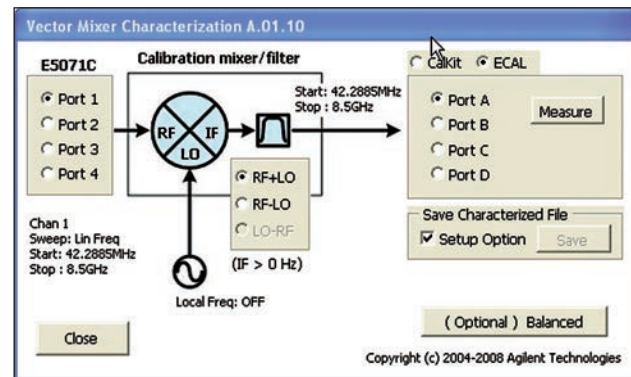 Vector Mixer Characterization A.01.10
E5071C
Port 1
Port 2
Port 3
Port 4
Chan 1
Sweep: Lin Freq
Start: 42.2885MHz
Stop : 8.5GHz
Close
Calibration mixer/filter
RF
IF
LO
Start: 42.2885MHz
Stop : 8.5GHz
RF+LO
RF-LO
LO-RF
(IF > 0 Hz)
Local Freq: OFF
CalKit
ECAL
Port A
Port B
Port C
Port D
Measure
Save Characterized File
Setup Option
Save
( Optional ) Balanced
Copyright (c) 2004-2008 Agilent Technologies